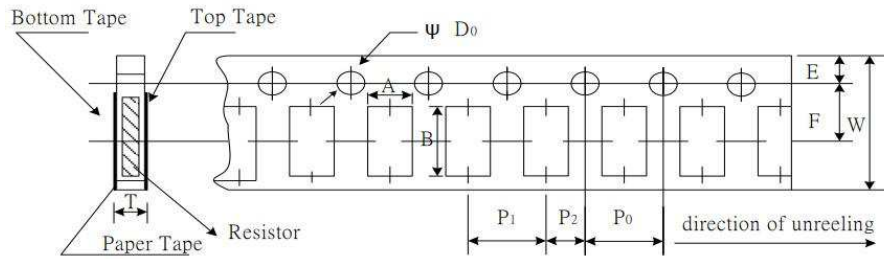 Bottom Tape
Top Tape
Ψ D₀
A
B
E
F
W
T
Paper Tape
Resistor
P₁
P₂
P₀
direction of unreeling